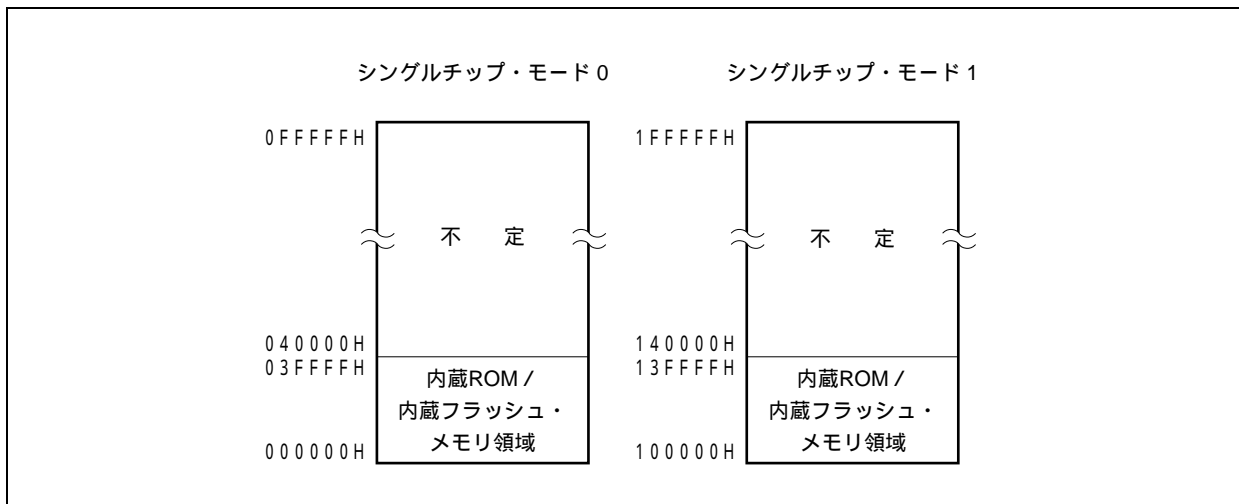 シングルチップ・モード0
0FFFFFH
不 定
040000H
03FFFFH
内蔵ROM/
内蔵フラッシュ・
メモリ領域
000000H
シングルチップ・モード1
1FFFFFH
不 定
140000H
13FFFFH
内蔵ROM/
内蔵フラッシュ・
メモリ領域
100000H